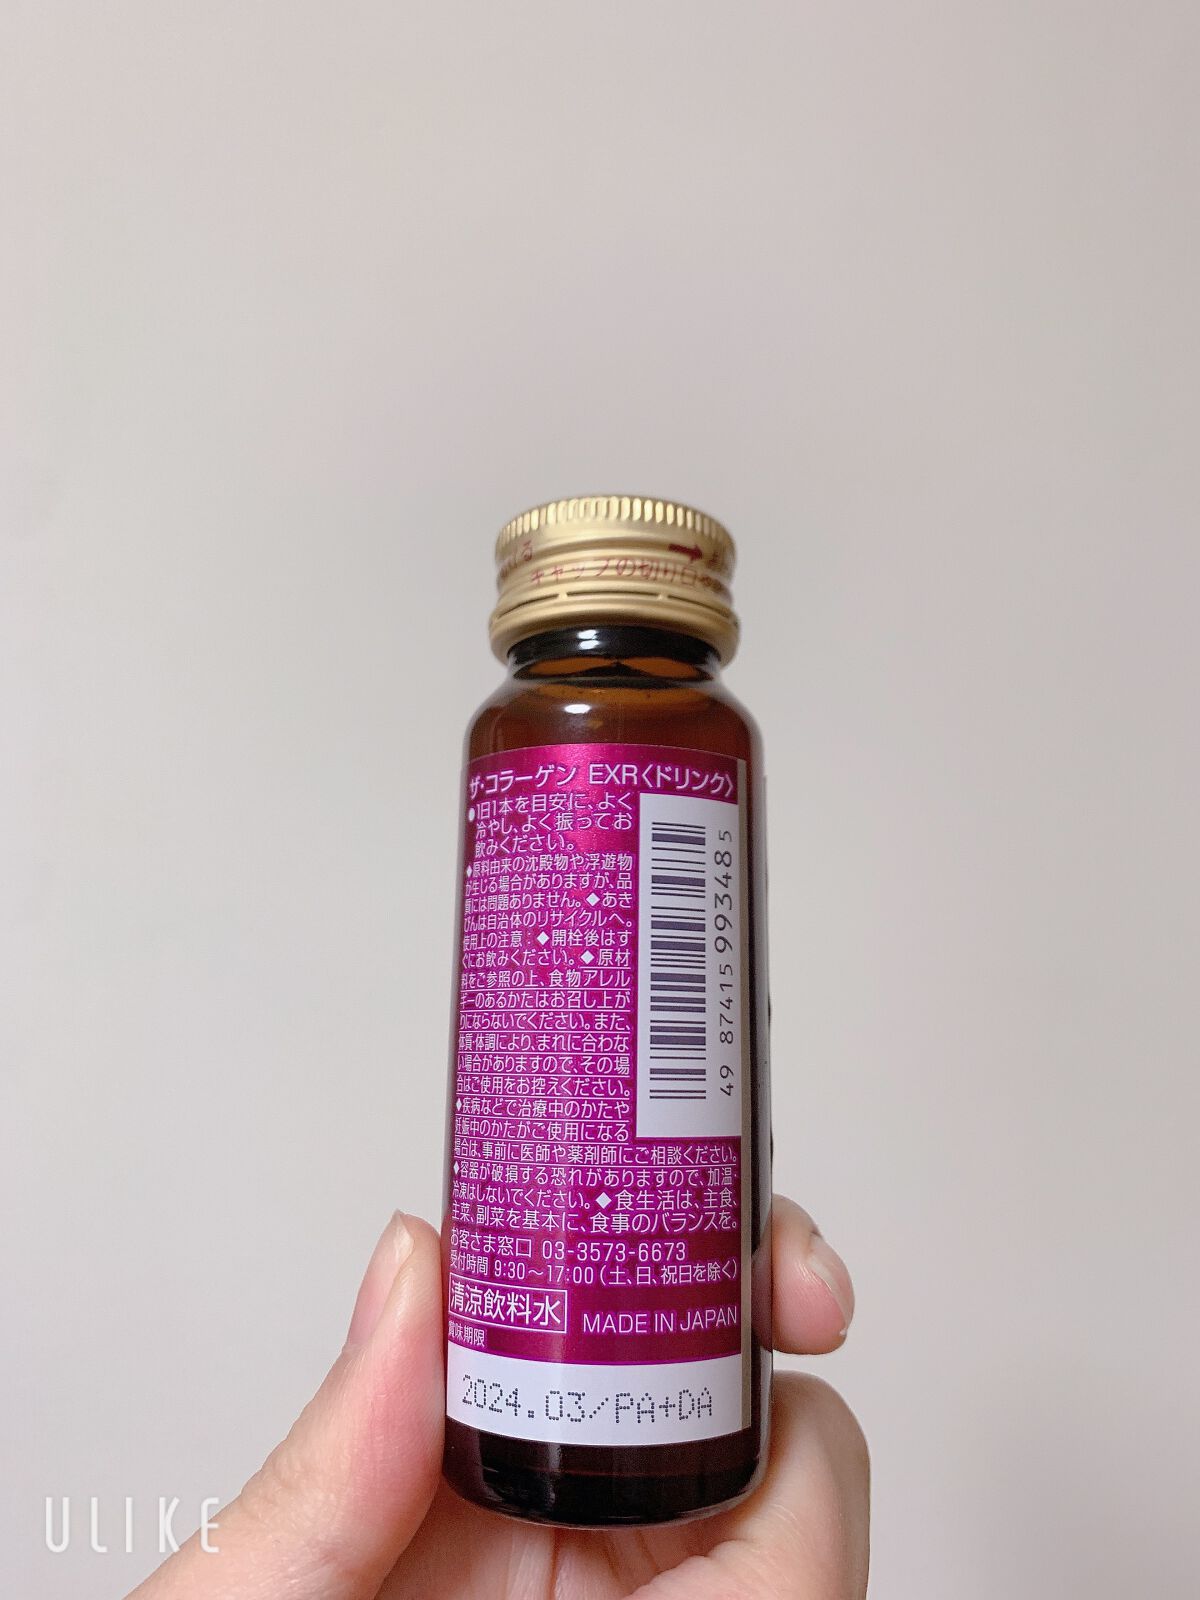 キャップの切り口
ザ・コラーゲン EXR〈ドリンク〉
●1日1本を目安に、よく
冷やし、よく振ってお
飲みください。
◆原料由来の沈殿物や浮遊物
が生じる場合がありますが、品
質には問題ありません。◆あき
びんは自治体のリサイクルへ。
使用上の注意:◆開栓後はす
ぐにお飲みください。◆原材
料をご参照の上、食物アレル
ギーのあるかたはお召し上が
りにならないでください。また、
体質・体調により、まれに合わな
い場合がありますので、その場
合はご使用をお控えください。
◆疾病などで治療中のかたや
妊娠中のかたがご使用になる
場合は、事前に医師や薬剤師にご相談ください。
◆容器が破損する恐れがありますので、加温・
冷凍はしないでください。◆食生活は、主食、
主菜、副菜を基本に、食事のバランスを。
お客さま窓口 03-3573-6673
受付時間 9:30〜17:00(土、日、祝日を除く)
清涼飲料水 MADE IN JAPAN
賞味期限
2024.03/PA+DA
49 87415 99348 5
ULIKE